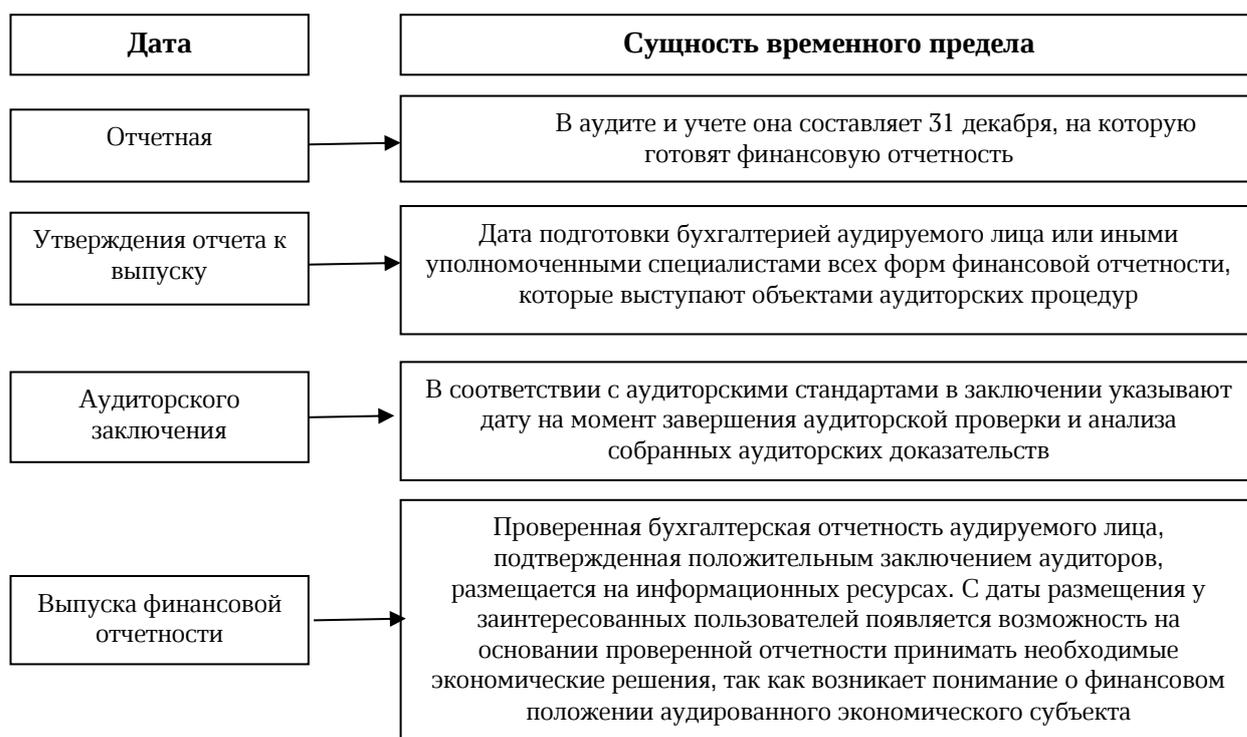 Дата
Сущность временного предела
Отчетная
В аудите и учете она составляет 31 декабря, на которую
готовят финансовую отчетность
Утверждения отчета к
выпуску
Дата подготовки бухгалтерией аудируемого лица или иными
уполномоченными специалистами всех форм финансовой отчетности,
которые выступают объектами аудиторских процедур
Аудиторского
заключения
В соответствии с аудиторскими стандартами в заключении указывают
дату на момент завершения аудиторской проверки и анализа
собранных аудиторских доказательств
Выпуска финансовой
отчетности
Проверенная бухгалтерская отчетность аудируемого лица,
подтвержденная положительным заключением аудиторов,
размещается на информационных ресурсах. С даты размещения у
заинтересованных пользователей появляется возможность на
основании проверенной отчетности принимать необходимые
экономические решения, так как возникает понимание о финансовом
положении аудированного экономического субъекта